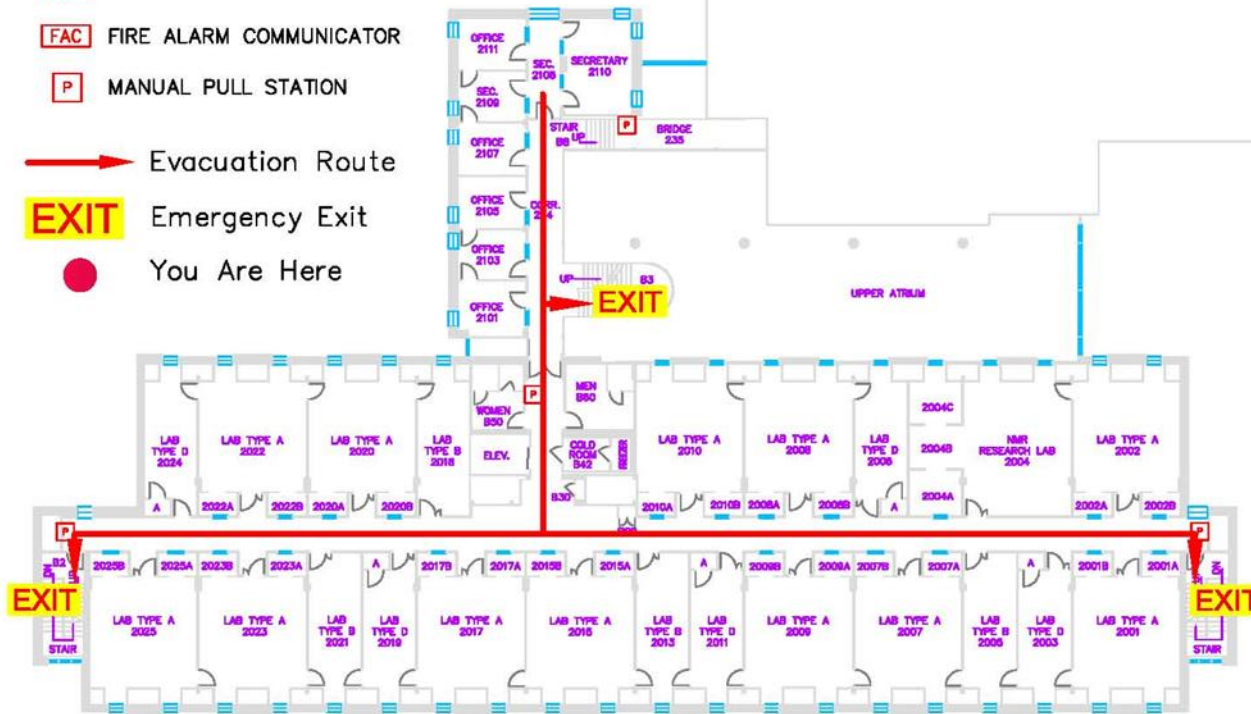 FAC FIRE ALARM COMMUNICATOR
P MANUAL PULL STATION
Evacuation Route
EXIT Emergency Exit
You Are Here
OFFICE
2111
SEC.
2109
OFFICE
2107
OFFICE
2105
OFFICE
2103
OFFICE
2101
SEC.
2108
SECRETARY
2110
P
STAIR
B6
UP
BRIDGE
235
CORR.
UP
B3
EXIT
UPPER ATRIUM
P
WOMEN
B50
MEN
B60
ELEV.
COLD
ROOM
B42
FREEZER
B30
LAB
TYPE D
2024
LAB TYPE A
2022
LAB TYPE A
2020
LAB
TYPE B
2018
LAB TYPE A
2010
LAB TYPE A
2008
LAB
TYPE D
2006
2004C
2004B
2004A
NMR
RESEARCH LAB
2004
LAB TYPE A
2002
A
2022A
2022B
2020A
2020B
2010A
2010B
2008A
2008B
A
2002A
2002B
P
P
B2
DN
EXIT
STAIR
2025B
2025A
2023B
2023A
A
2017B
2017A
2015B
2015A
A
2009B
2009A
2007B
2007A
A
2001B
2001A
DN
EXIT
STAIR
LAB TYPE A
2025
LAB TYPE A
2023
LAB
TYPE B
2021
LAB
TYPE D
2019
LAB TYPE A
2017
LAB TYPE A
2015
LAB
TYPE B
2013
LAB
TYPE D
2011
LAB TYPE A
2009
LAB TYPE A
2007
LAB
TYPE B
2005
LAB
TYPE D
2003
LAB TYPE A
2001